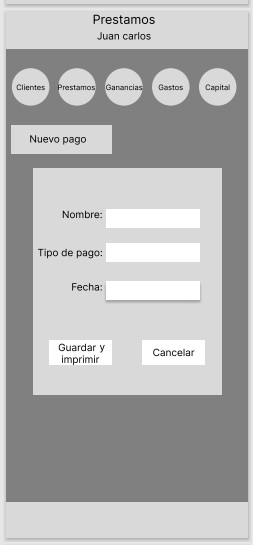 Prestamos
Juan carlos
Clientes Prestamos Ganancias Gastos Capital
Nuevo pago
Nombre:
Tipo de pago:
Fecha:
Guardar y
imprimir
Cancelar